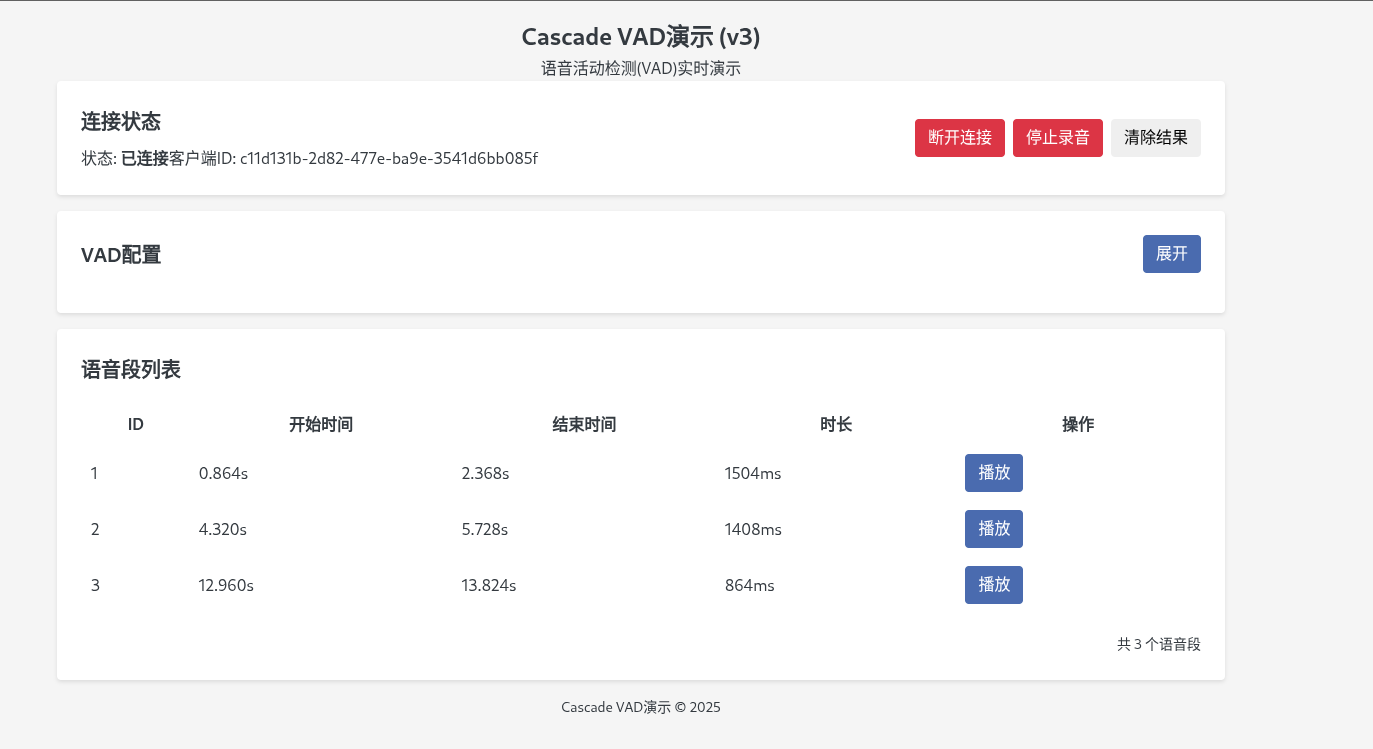 Cascade VAD演示 (v3)
语音活动检测(VAD)实时演示
连接状态
状态: 已连接客户端ID: c11d131b-2d82-477e-ba9e-3541d6bb085f
断开连接 停止录音 清除结果
VAD配置 展开
语音段列表
ID 开始时间 结束时间 时长 操作
1 0.864s 2.368s 1504ms 播放
2 4.320s 5.728s 1408ms 播放
3 12.960s 13.824s 864ms 播放
共 3 个语音段
Cascade VAD演示 © 2025